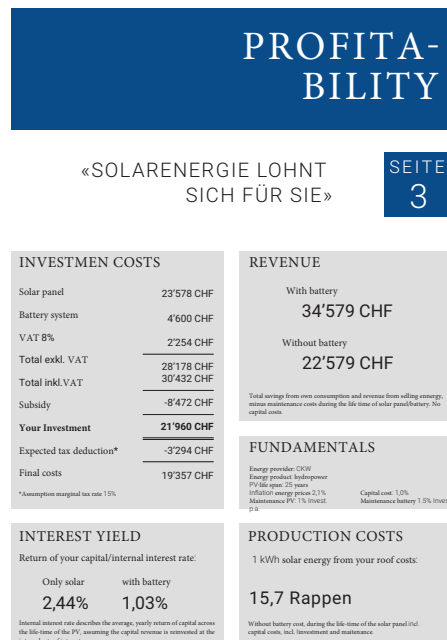 PROFITA-
BILITY
«SOLARENERGIE LOHNT
SICH FÜR SIE»
SEITE
3
INVESTMEN COSTS
Solar panel 23’578 CHF
Battery system 4’600 CHF
VAT 8% 2’254 CHF
Total exkl. VAT 28’178 CHF
Total inkl.VAT 30’432 CHF
Subsidy -8’472 CHF
Your Investment 21’960 CHF
Expected tax deduction* -3’294 CHF
Final costs 19’357 CHF
*Assumption marginal tax rate 15%
REVENUE
With battery
34’579 CHF
Without battery
22’579 CHF
Total savings from own consumption and revenue from selling ennergy,
minus maintenance costs during the life time of solar panel/battery. No
capital costs.
FUNDAMENTALS
Energy provider: CKW
Energy product: hydropower
PV-life span: 25 years
Inflation energy prices 2,1% Capital cost: 1,0%
Maintenance PV: 1% Invest. Maintenance battery 1.5% Inves
p.a.
INTEREST YIELD
Return of your capital/internal interest rate:
Only solar with battery
2,44% 1,03%
Internal interest rate describes the average, yearly return of capital across
the life-time of the PV, assuming the capital revenue is reinvested at the
PRODUCTION COSTS
1 kWh solar energy from your roof costs:
15,7 Rappen
Without battery cost, during the life-time of the solar panel incl.
capital costs, incl. Iinvestment and maitenance.